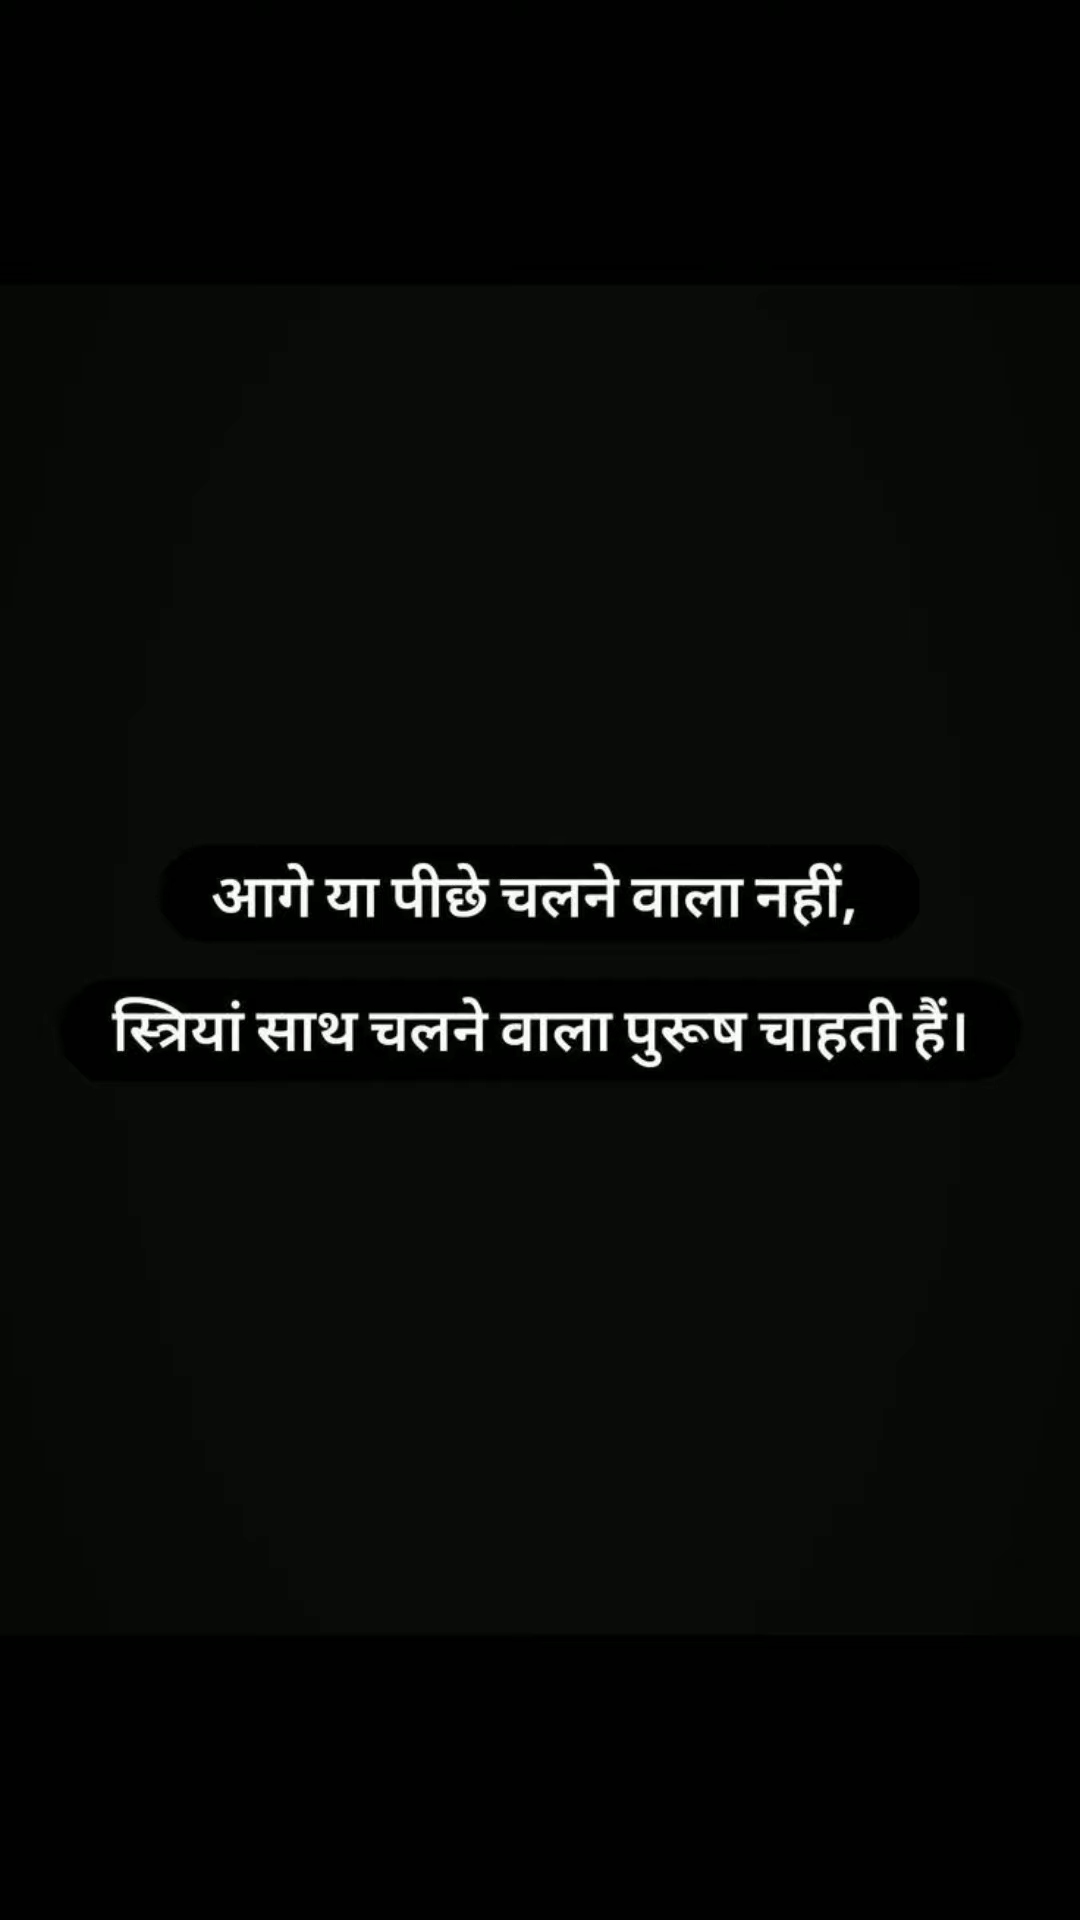 आगे या पीछे चलने वाला नहीं,
स्त्रियां साथ चलने वाला पुरूष चाहती हैं।